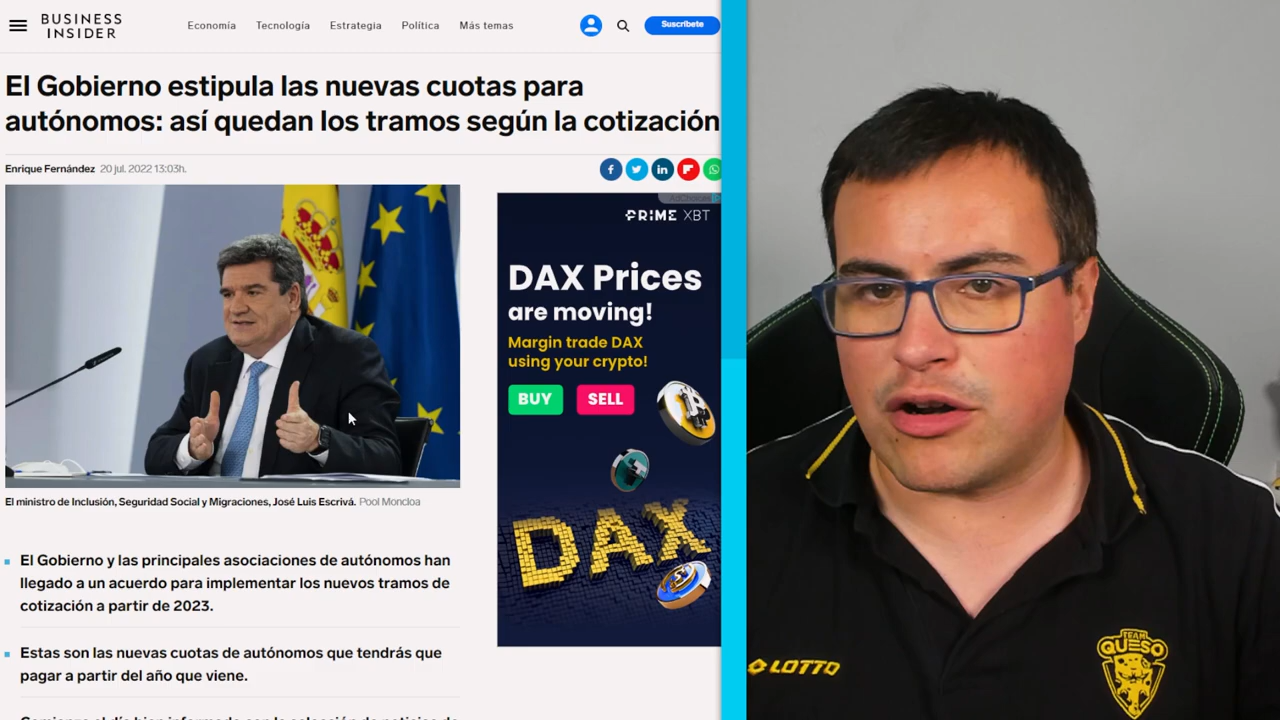 BUSINESS
INSIDER
Economía
Tecnología
Estrategia
Política
Más temas
Suscríbete
El Gobierno estipula las nuevas cuotas para
autónomos: así quedan los tramos según la cotización
Enrique Fernández 20 jul. 2022 13:03h.
AdChoices
PRIME XBT
DAX Prices
are moving!
Margin trade DAX
using your crypto!
BUY SELL
DAX
El ministro de Inclusión, Seguridad Social y Migraciones, José Luis Escrivá. Pool Moncloa
El Gobierno y las principales asociaciones de autónomos han
llegado a un acuerdo para implementar los nuevos tramos de
cotización a partir de 2023.
Estas son las nuevas cuotas de autónomos que tendrás que
pagar a partir del año que viene.
LOTTO
TEAM
QUESO